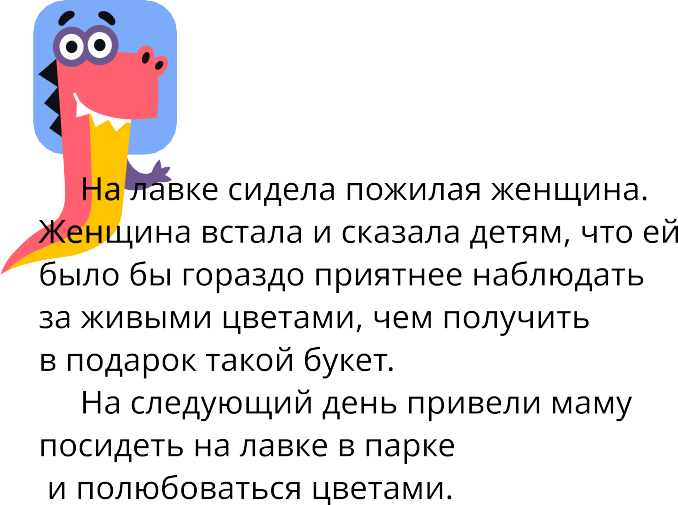 На лавке сидела пожилая женщина.
Женщина встала и сказала детям, что ей
было бы гораздо приятнее наблюдать
за живыми цветами, чем получить
в подарок такой букет.
На следующий день привели маму
посидеть на лавке в парке
и полюбоваться цветами.